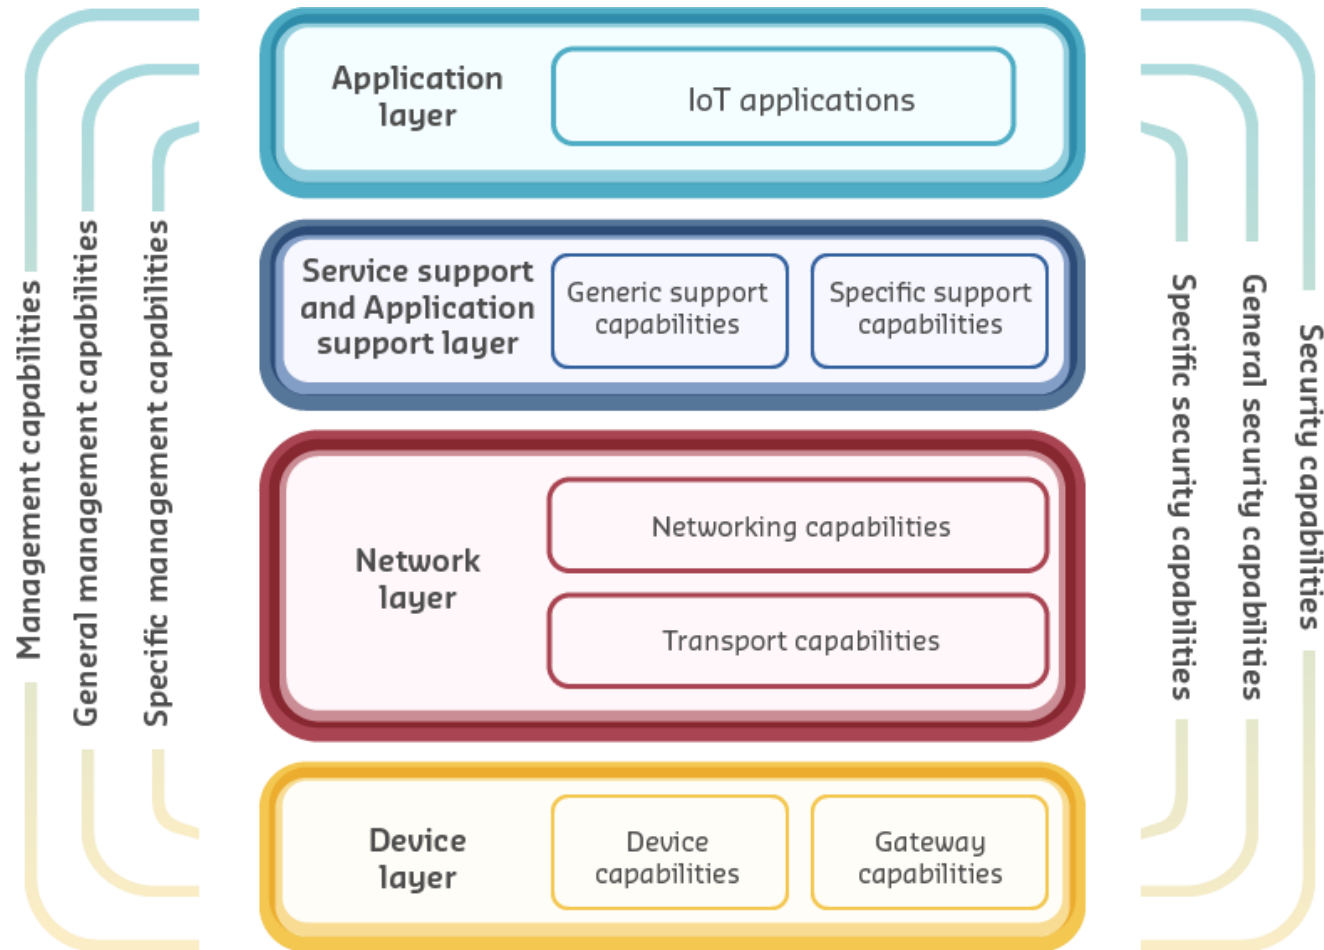 Management capabilities
General management capabilities
Specific management capabilities
Application
layer
IoT applications
Service support
and Application
support layer
Generic support
capabilities
Specific support
capabilities
Network
layer
Networking capabilities
Transport capabilities
Device
layer
Device
capabilities
Gateway
capabilities
Specific security capabilities
General security capabilities
Security capabilities